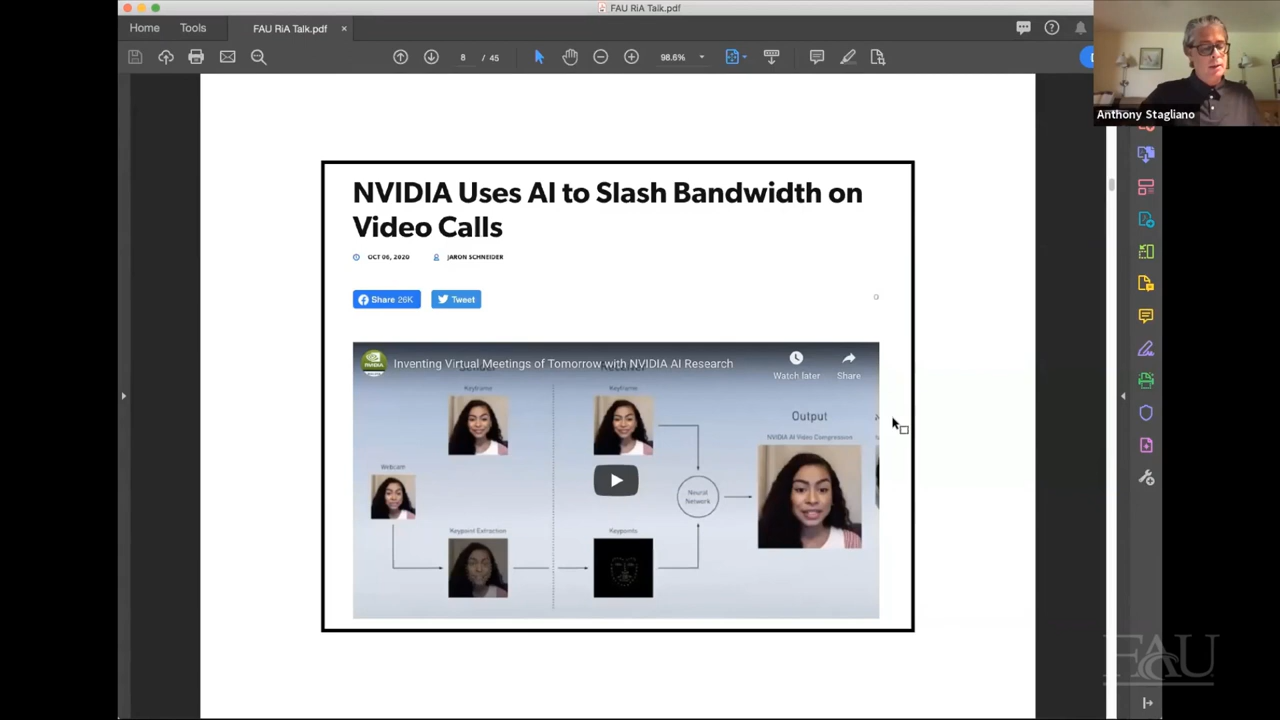 FAU RiA Talk.pdf
Home
Tools
FAU RiA Talk.pdf
×
8 / 45
98.6%
Anthony Stagliano
NVIDIA Uses AI to Slash Bandwidth on
Video Calls
OCT 06, 2020
JARON SCHNEIDER
Share 26K
Tweet
NVIDIA
Inventing Virtual Meetings of Tomorrow with NVIDIA AI Research
Watch later
Share
Keyframe
Keyframe
Output
NVIDIA AI Video Compression
Webcam
Neural
Network
Keypoint Extraction
Keypoints
FAU